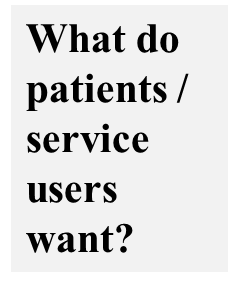 What do
patients /
service
users
want?